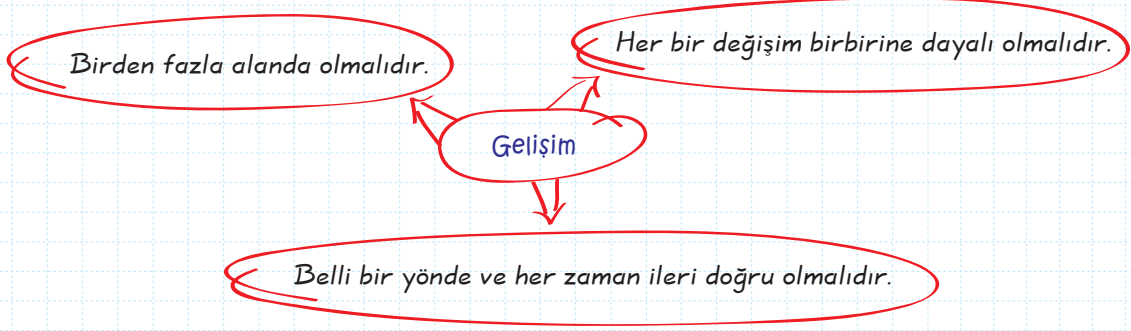 Birden fazla alanda olmalıdır.
Her bir değişim birbirine dayalı olmalıdır.
Gelişim
Belli bir yönde ve her zaman ileri doğru olmalıdır.